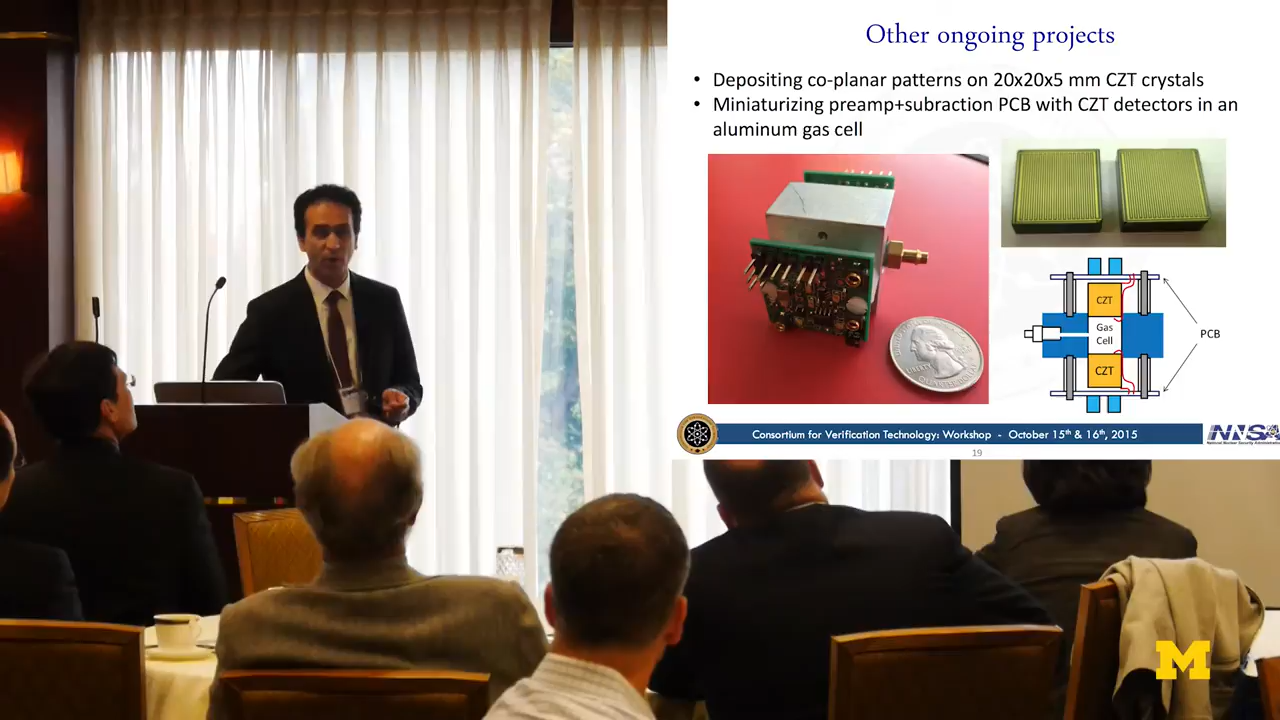 Other ongoing projects
• Depositing co-planar patterns on 20x20x5 mm CZT crystals
• Miniaturizing preamp+subraction PCB with CZT detectors in an
aluminum gas cell
CZT
Gas
Cell
CZT
PCB
LIBERTY
Consortium for Verification Technology: Workshop - October 15th & 16th, 2015
NNSA
National Nuclear Security Administration
19
M